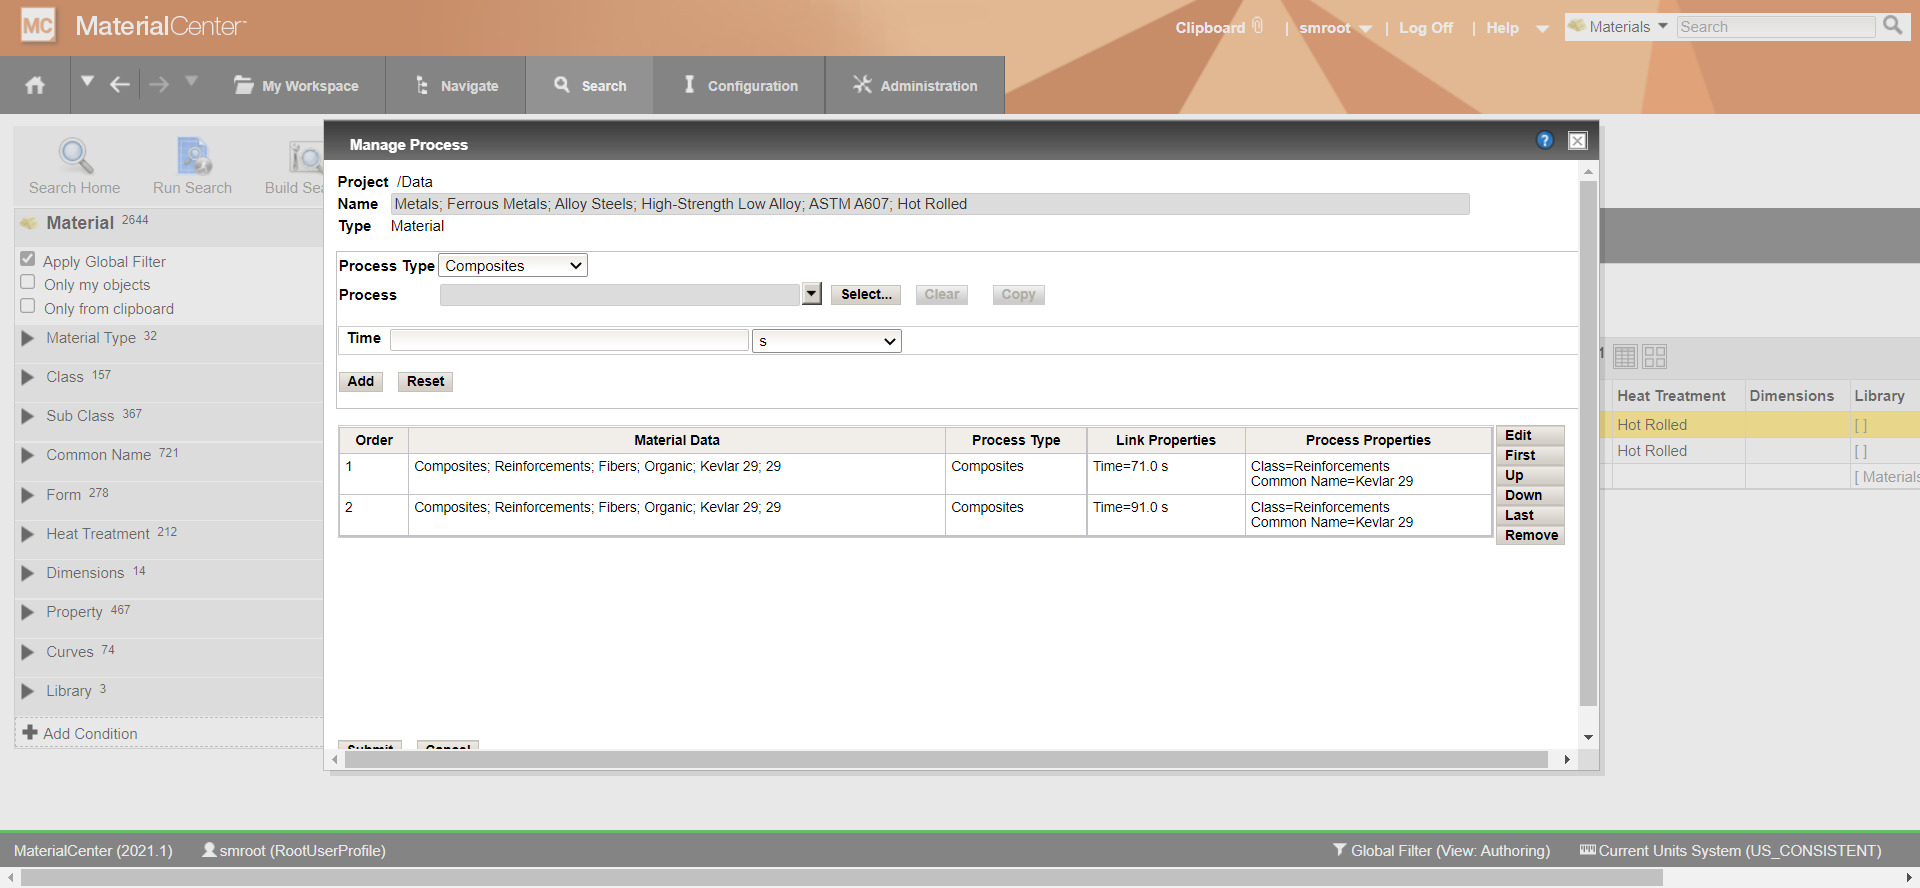 MC MaterialCenter
Clipboard | smroot | Log Off | Help
Materials Search
My Workspace
Navigate
Search
Configuration
Administration
Search Home
Run Search
Manage Process
?
Project /Data
Name Metals; Ferrous Metals; Alloy Steels; High-Strength Low Alloy; ASTM A607; Hot Rolled
Type Material
Process Type Composites
Process Select... Clear Copy
Time s
Add Reset
Order Material Data Process Type Link Properties Process Properties
1 Composites; Reinforcements; Fibers; Organic; Kevlar 29; 29 Composites Time=71.0 s Class=Reinforcements
Common Name=Kevlar 29
2 Composites; Reinforcements; Fibers; Organic; Kevlar 29; 29 Composites Time=91.0 s Class=Reinforcements
Common Name=Kevlar 29
Edit
First
Up
Down
Last
Remove
Submit Cancel
Material 2644
Apply Global Filter
Only my objects
Only from clipboard
Material Type 32
Class 157
Sub Class 367
Common Name 721
Form 278
Heat Treatment 212
Dimensions 14
Property 467
Curves 74
Library 3
Add Condition
Build Sea
1
Heat Treatment Dimensions Library
Hot Rolled [ ]
Hot Rolled [ ]
[ Materials
MaterialCenter (2021.1) smroot (RootUserProfile) Global Filter (View: Authoring) Current Units System (US_CONSISTENT)